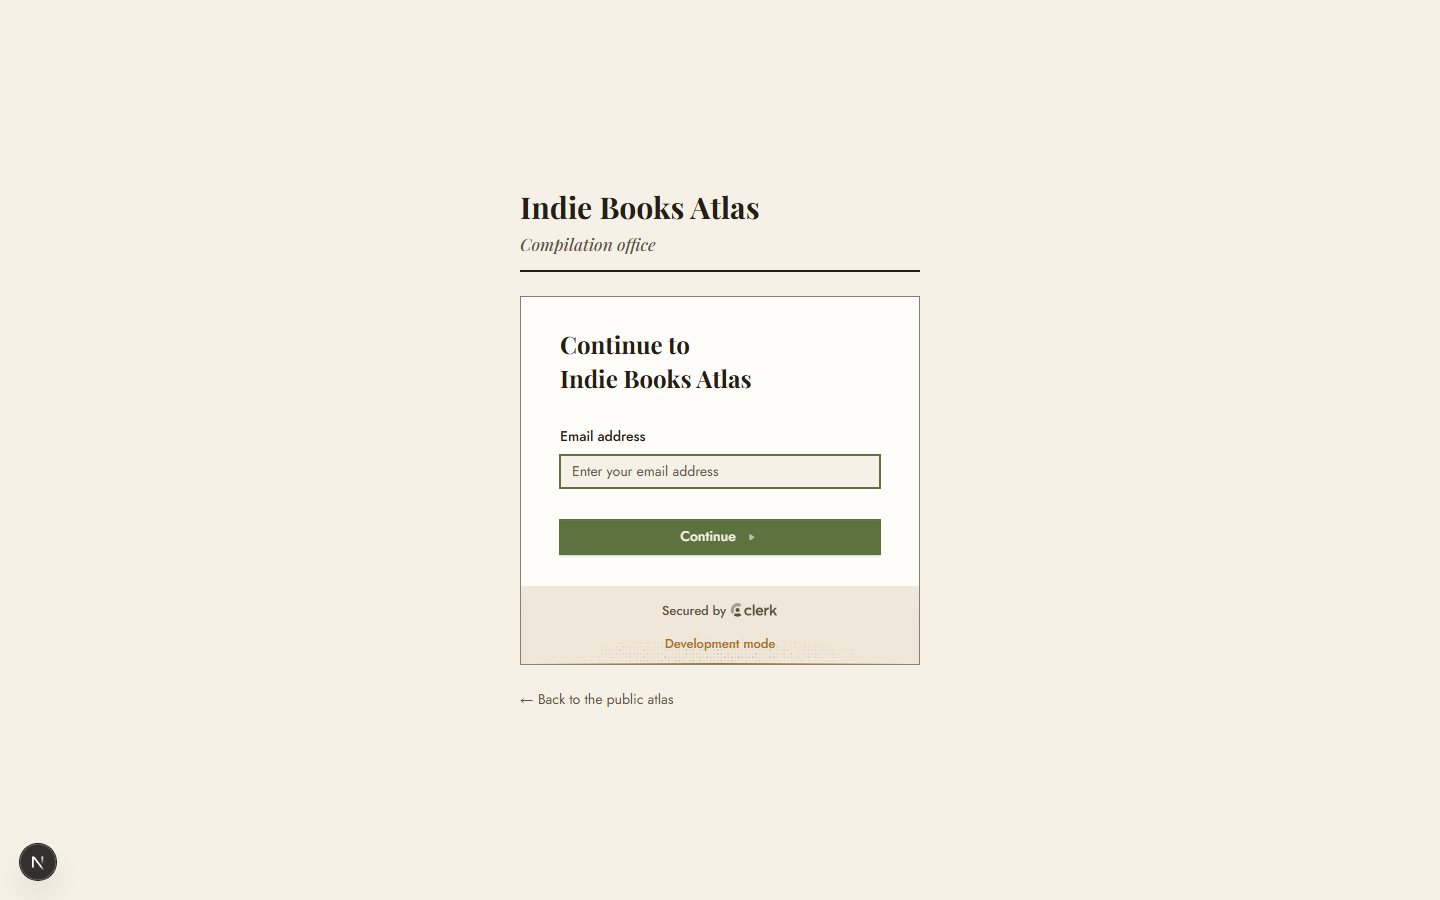 Indie Books Atlas
Compilation office
Continue to
Indie Books Atlas
Email address
Enter your email address
Continue
Secured by clerk
Development mode
← Back to the public atlas
N